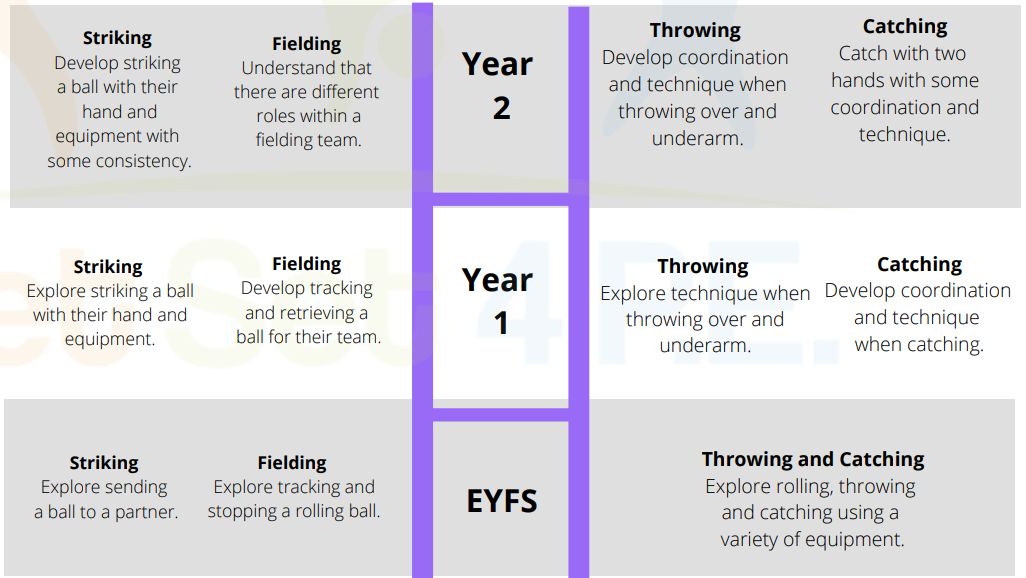 Striking
Develop striking
a ball with their
hand and
equipment with
some consistency.
Fielding
Understand that
there are different
roles within a
fielding team.
Year
2
Throwing
Develop coordination
and technique when
throwing over and
underarm.
Catching
Catch with two
hands with some
coordination and
technique.
Striking
Explore striking a ball
with their hand and
equipment.
Fielding
Develop tracking
and retrieving a
ball for their team.
Year
1
Throwing
Explore technique when
throwing over and
underarm.
Catching
Develop coordination
and technique
when catching.
Striking
Explore sending
a ball to a partner.
Fielding
Explore tracking and
stopping a rolling ball.
EYFS
Throwing and Catching
Explore rolling, throwing
and catching using a
variety of equipment.
et Set 4 P.E.